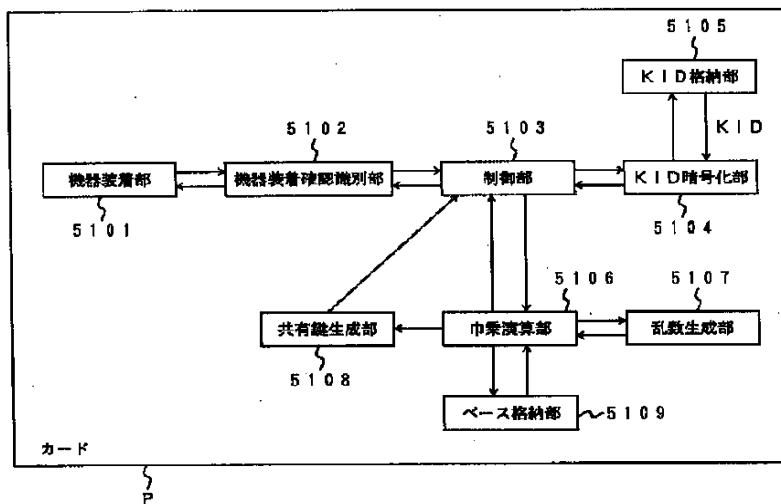 5105
KID格納部
5102
5103
KID
機器装着部
機器装着確認識別部
制御部
KID暗号化部
5101
5104
5106
5107
共有鍵生成部
巾乗演算部
乱数生成部
5108
ベース格納部
5109
カード
P